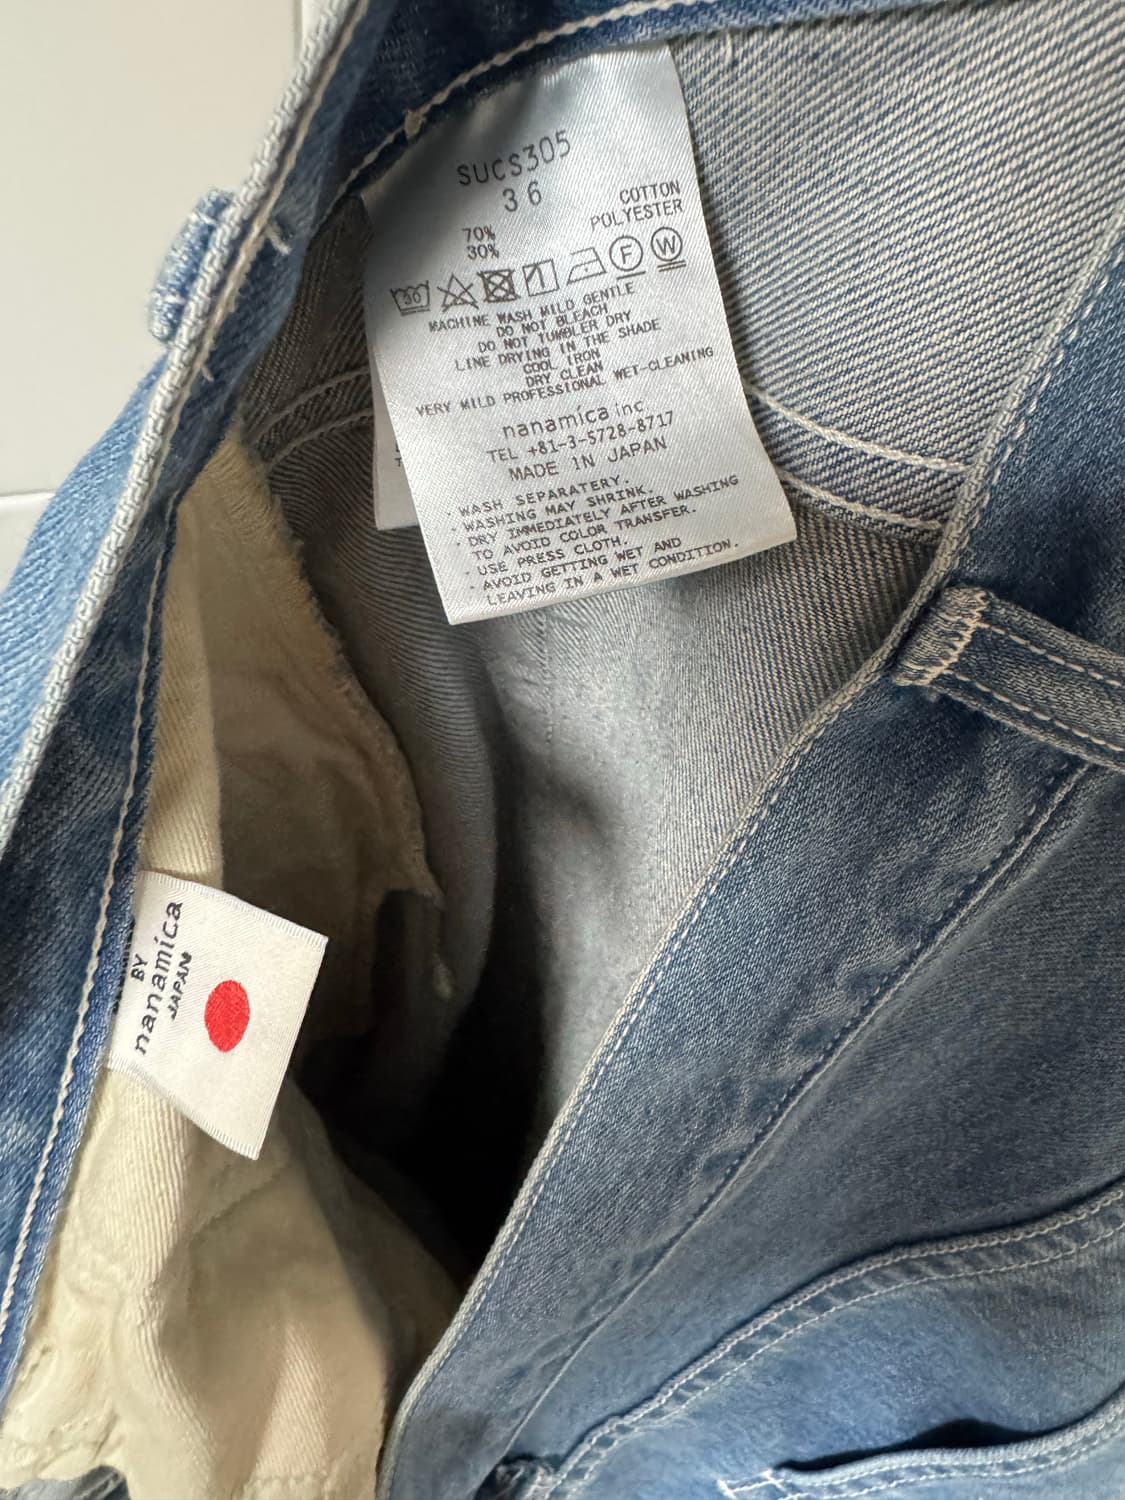 SUCS305
36
COTTON
POLYESTER
70%
30%
30
F
W
MACHINE WASH MILD GENTLE
DO NOT BLEACH
DO NOT TUMBLER DRY
LINE DRYING IN THE SHADE
COOL IRON
DRY CLEAN
VERY MILD PROFESSIONAL WET-CLEANING
nanamica inc.
TEL +81-3-5728-8717
MADE IN JAPAN
・WASH SEPARATERY.
・WASHING MAY SHRINK.
・DRY IMMEDIATELY AFTER WASHING
TO AVOID COLOR TRANSFER.
・USE PRESS CLOTH.
・AVOID GETTING WET AND
LEAVING IN A WET CONDITION.
BY
nanamica
JAPAN